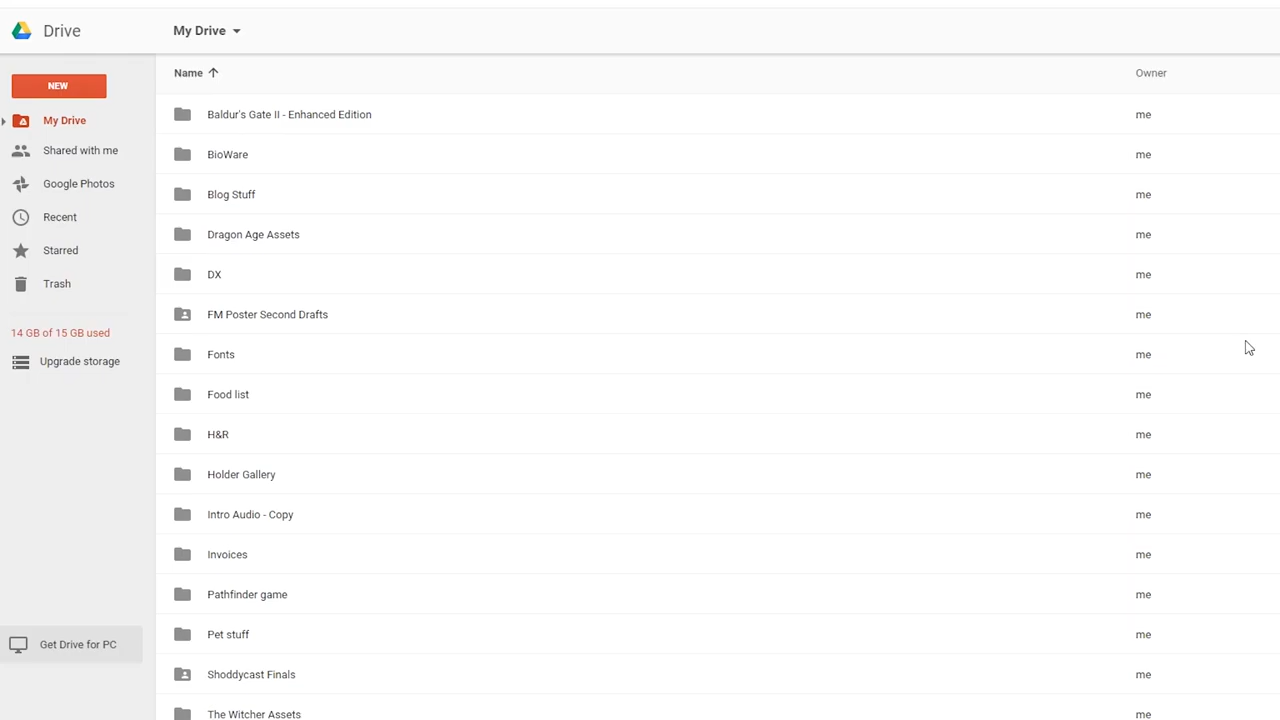 Drive
My Drive
NEW
My Drive
Shared with me
Google Photos
Recent
Starred
Trash
14 GB of 15 GB used
Upgrade storage
Get Drive for PC
Name Owner
Baldur's Gate II - Enhanced Edition me
BioWare me
Blog Stuff me
Dragon Age Assets me
DX me
FM Poster Second Drafts me
Fonts me
Food list me
H&R me
Holder Gallery me
Intro Audio - Copy me
Invoices me
Pathfinder game me
Pet stuff me
Shoddycast Finals me
The Witcher Assets me